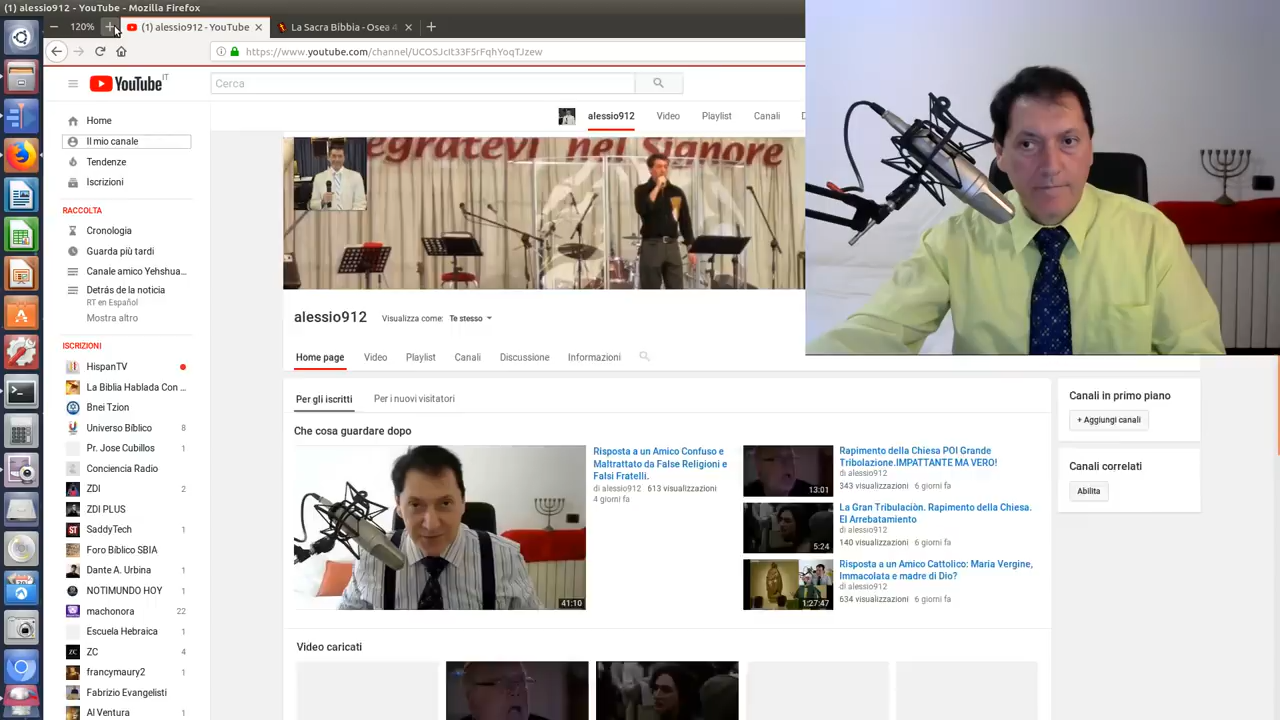 (1) alessio912 - YouTube - Mozilla Firefox
120%
(1) alessio912 - YouTube
La Sacra Bibbia - Osea 4
https://www.youtube.com/channel/UCOSJcIt33F5rFqhYoqTJzew
YouTube IT
Cerca
alessio912 Video Playlist Canali D
Home
Il mio canale
Tendenze
Iscrizioni
RACCOLTA
Cronologia
Guarda più tardi
Canale amico Yehshua...
Detrás de la noticia
RT en Español
Mostra altro
ISCRIZIONI
HispanTV
La Biblia Hablada Con ...
Bnei Tzion
Universo Bíblico 8
Pr. Jose Cubillos 1
Conciencia Radio
ZDI 2
ZDI PLUS
SaddyTech 1
Foro Bíblico SBIA
Dante A. Urbina 1
NOTIMUNDO HOY 1
machonora 22
Escuela Hebraica 1
ZC 4
francymaury2 1
Fabrizio Evangelisti
Al Ventura 1
egratevi nel Signore
alessio912
Visualizza come: Te stesso
Home page Video Playlist Canali Discussione Informazioni
Per gli iscritti Per i nuovi visitatori
Che cosa guardare dopo
41:10
Risposta a un Amico Confuso e
Maltrattato da False Religioni e
Falsi Fratelli.
di alessio912 613 visualizzazioni
4 giorni fa
13:01
Rapimento della Chiesa POI Grande
Tribolazione.IMPATTANTE MA VERO!
di alessio912
343 visualizzazioni 6 giorni fa
5:24
La Gran Tribulaciòn. Rapimento della Chiesa.
El Arrebatamiento
di alessio912
140 visualizzazioni 6 giorni fa
1:27:47
Risposta a un Amico Cattolico: Maria Vergine,
Immacolata e madre di Dio?
di alessio912
634 visualizzazioni 6 giorni fa
Video caricati
Canali in primo piano
+ Aggiungi canali
Canali correlati
Abilita